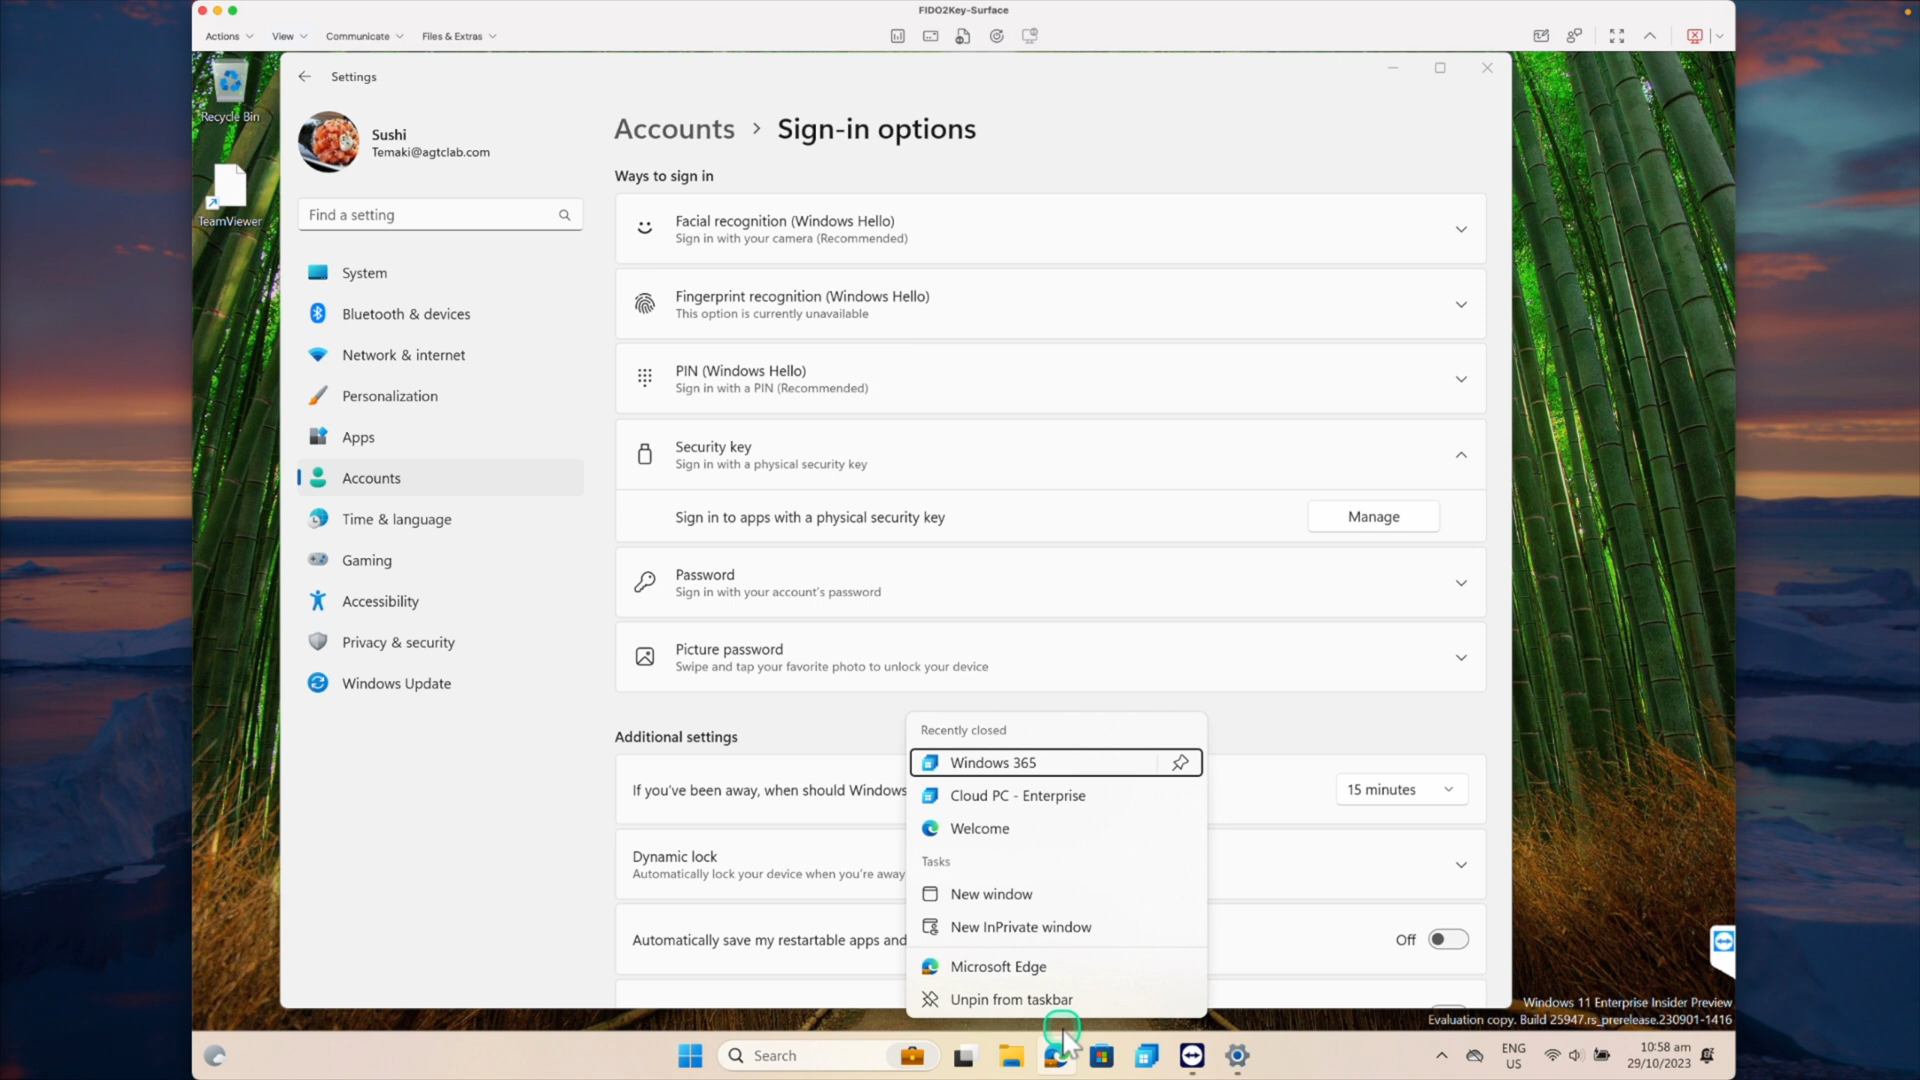 FIDO2Key-Surface
Actions
View
Communicate
Files & Extras
Recycle Bin
TeamViewer
Settings
Sushi
Temaki@agtclab.com
Find a setting
System
Bluetooth & devices
Network & internet
Personalization
Apps
Accounts
Time & language
Gaming
Accessibility
Privacy & security
Windows Update
Accounts > Sign-in options
Ways to sign in
Facial recognition (Windows Hello)
Sign in with your camera (Recommended)
Fingerprint recognition (Windows Hello)
This option is currently unavailable
PIN (Windows Hello)
Sign in with a PIN (Recommended)
Security key
Sign in with a physical security key
Sign in to apps with a physical security key
Manage
Password
Sign in with your account's password
Picture password
Swipe and tap your favorite photo to unlock your device
Additional settings
If you've been away, when should Windows
15 minutes
Dynamic lock
Automatically lock your device when you're away
Automatically save my restartable apps and
Off
Recently closed
Windows 365
Cloud PC - Enterprise
Welcome
Tasks
New window
New InPrivate window
Microsoft Edge
Unpin from taskbar
Windows 11 Enterprise Insider Preview
Evaluation copy. Build 25947.rs_prerelease.230901-1416
Search
ENG
US
10:58 am
29/10/2023